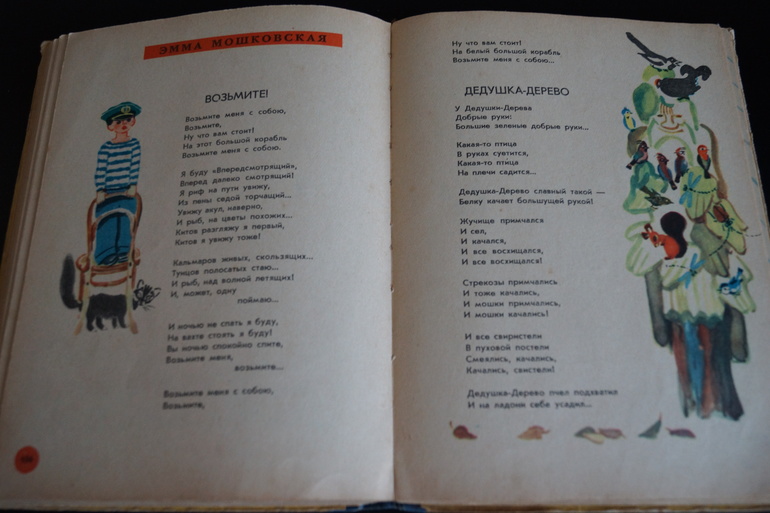 ЭММА МОШКОВСКАЯ
ВОЗЬМИТЕ!
Возьмите меня с собою,
Возьмите,
Ну что вам стоит!
На этот большой корабль
Возьмите меня с собою.
Я буду «Впередсмотрящий»,
Вперед далеко смотрящий!
Я риф на пути увижу,
Из пены седой торчащий...
Увижу акул, наверно,
И рыб, на цветы похожих...
Китов разгляжу я первый,
Китов я увижу тоже!
Кальмаров живых, скользящих...
Тунцов полосатых стаю...
И рыб, над волной летящих!
И, может, одну
поймаю...
И ночью не спать я буду,
На вахте стоять я буду!
Вы ночью спокойно спите,
Возьмите меня,
возьмите...
Возьмите меня с собою,
Возьмите,
Ну что вам стоит!
На белый большой корабль
Возьмите меня с собою...
ДЕДУШКА-ДЕРЕВО
У Дедушки-Дерева
Добрые руки:
Большие зеленые добрые руки...
Какая-то птица
В руках суетится,
Какая-то птица
На плечи садится...
Дедушка-Дерево славный такой —
Белку качает большущей рукой!
Жучище примчался
И сел,
И качался,
И все восхищался,
И все восхищался!
Стрекозы примчались
И тоже качались,
И мошки примчались,
И мошки качались!
И все свиристели
В пуховой постели
Смеялись, качались,
Качались, свистели!
Дедушка-Дерево пчел подхватил
И на ладони себе усадил...